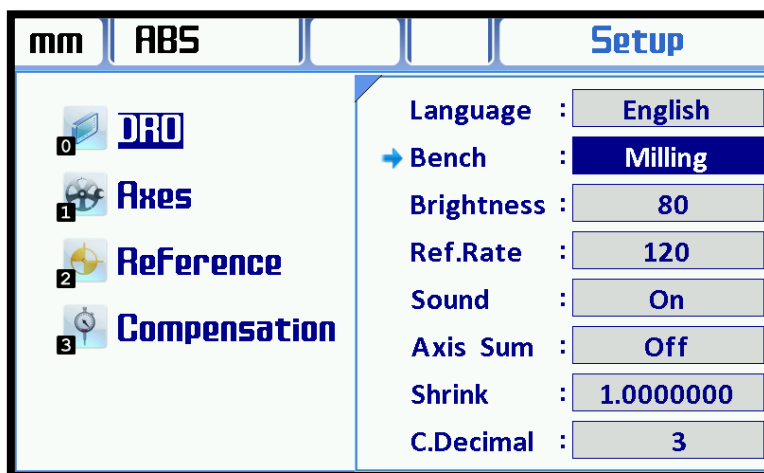 mm ABS Setup
0 DRO
1 Axes
2 Reference
3 Compensation
Language : English
Bench : Milling
Brightness : 80
Ref.Rate : 120
Sound : On
Axis Sum : Off
Shrink : 1.0000000
C.Decimal : 3